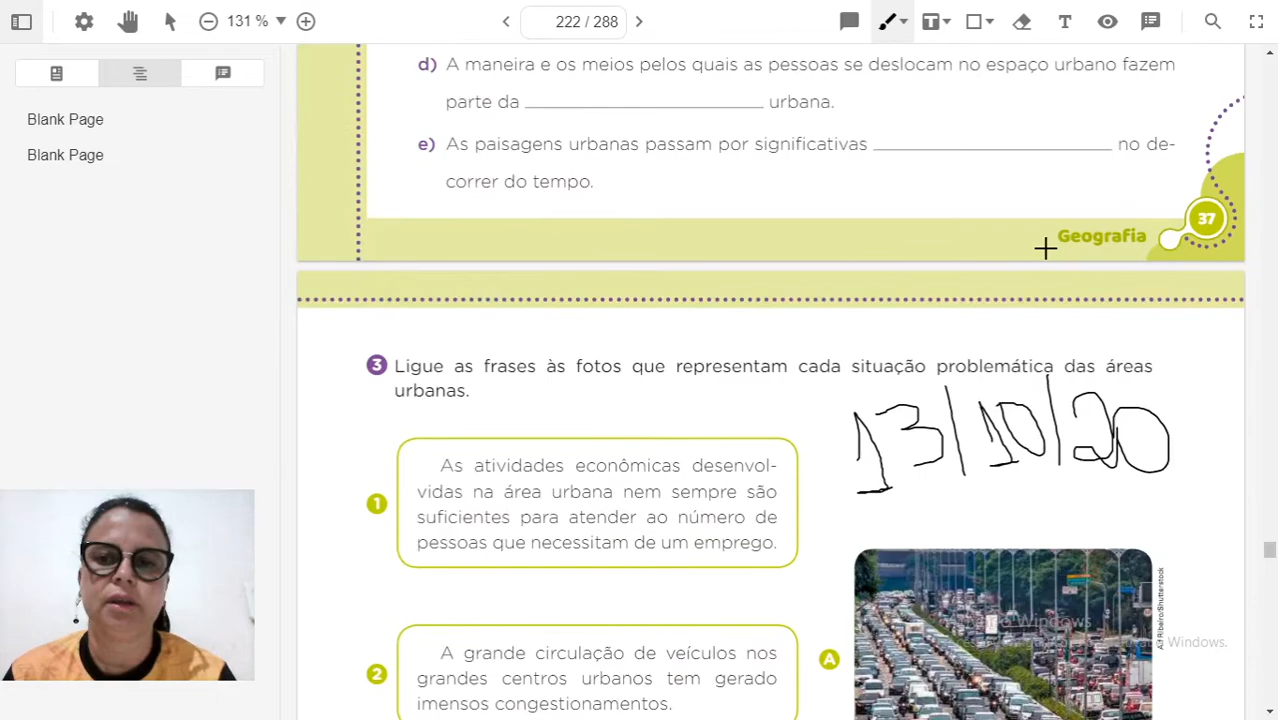 131 %
222 / 288
Blank Page
Blank Page
d) A maneira e os meios pelos quais as pessoas se deslocam no espaço urbano fazem
parte da ____________ urbana.
e) As paisagens urbanas passam por significativas ____________ no de-
correr do tempo.
37
Geografia
3 Ligue as frases às fotos que representam cada situação problemática das áreas
urbanas.
13/10/20
1
As atividades econômicas desenvol-
vidas na área urbana nem sempre são
suficientes para atender ao número de
pessoas que necessitam de um emprego.
2
A grande circulação de veículos nos
grandes centros urbanos tem gerado
imensos congestionamentos.
A